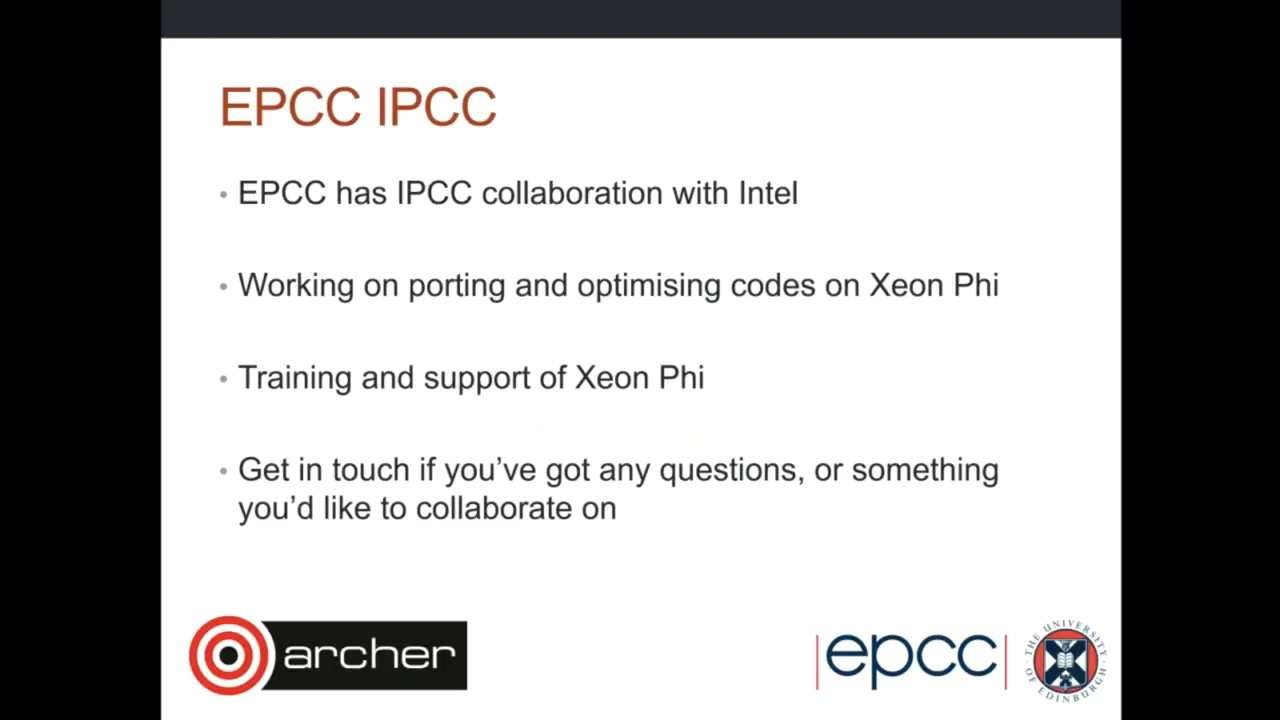 EPCC IPCC
• EPCC has IPCC collaboration with Intel
• Working on porting and optimising codes on Xeon Phi
• Training and support of Xeon Phi
• Get in touch if you've got any questions, or something
you'd like to collaborate on
archer
epcc
THE UNIVERSITY
OF EDINBURGH